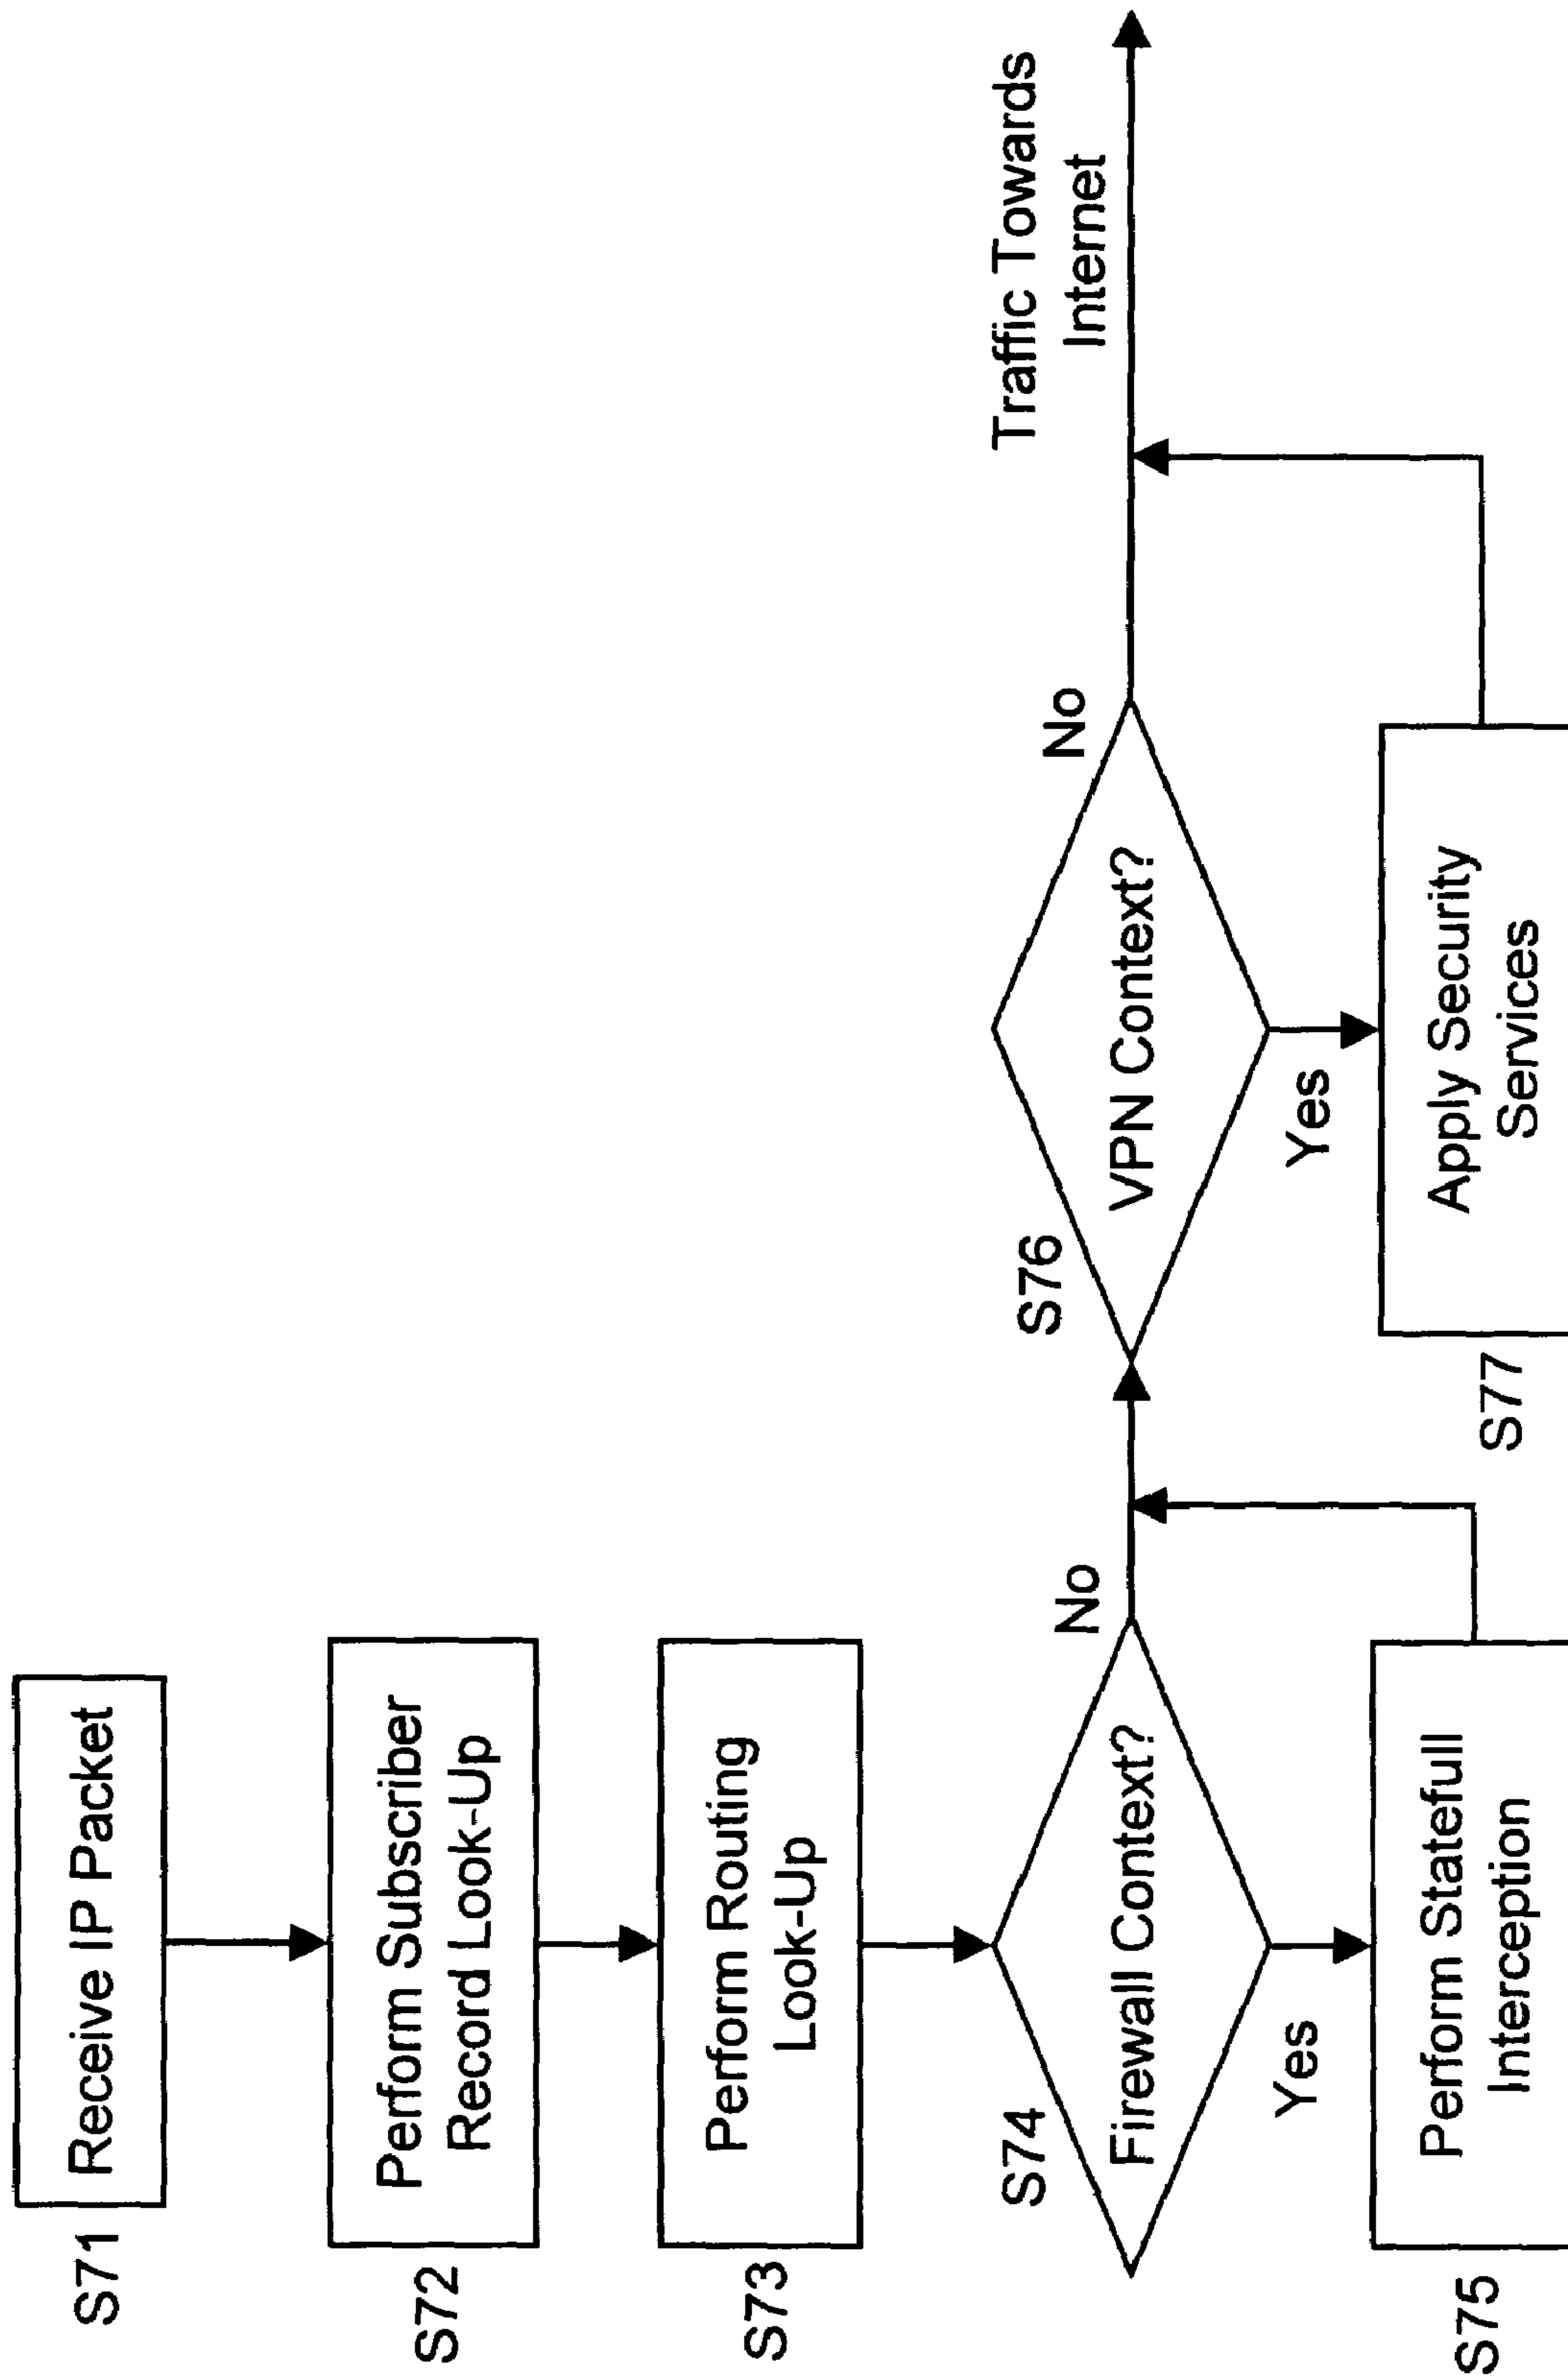 S71
Receive IP Packet
S72
Perform Subscriber
Record Look-Up
S73
Perform Routing
Look-Up
S74
Firewall Context?
No
Yes
S75
Perform Statefull
Interception
S76
VPN Context?
No
Yes
S77
Apply Security
Services
Traffic Towards
Internet